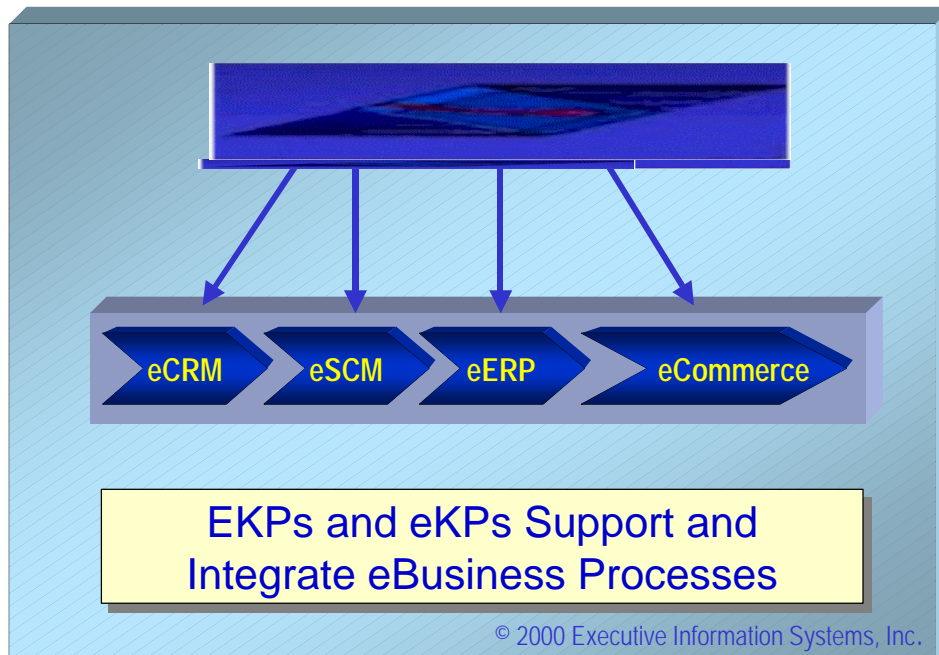 eCRM eSCM eERP eCommerce
EKPs and eKPs Support and
Integrate eBusiness Processes
© 2000 Executive Information Systems, Inc.